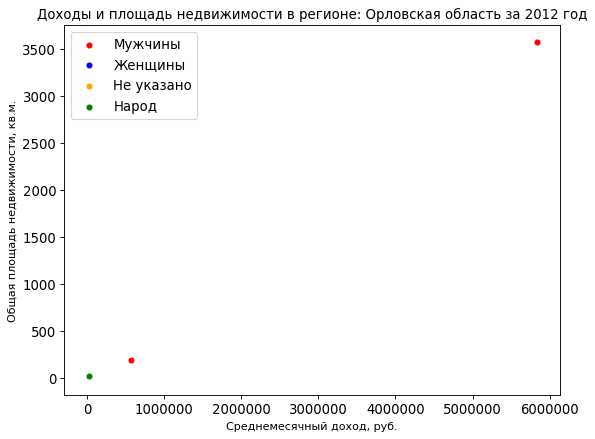 Доходы и площадь недвижимости в регионе: Орловская область за 2012 год
Мужчины
Женщины
Не указано
Народ
3500
3000
2500
2000
1500
1000
500
0
Общая площадь недвижимости, кв.м.
0 1000000 2000000 3000000 4000000 5000000 6000000
Среднемесячный доход, руб.